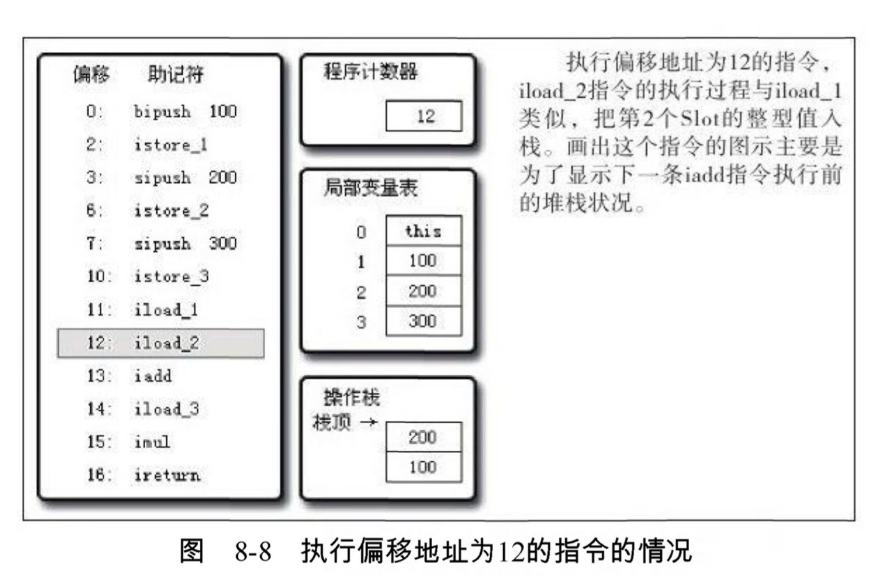 偏移 助记符
0: bipush 100
2: istore_1
3: sipush 200
6: istore_2
7: sipush 300
10: istore_3
11: iload_1
12: iload_2
13: iadd
14: iload_3
15: imul
16: ireturn
程序计数器
12
局部变量表
0 this
1 100
2 200
3 300
操作栈
栈顶 →
200
100
执行偏移地址为12的指令，
iload_2指令的执行过程与iload_1
类似，把第2个Slot的整型值入
栈。画出这个指令的图示主要是
为了显示下一条iadd指令执行前
的堆栈状况。
图 8-8 执行偏移地址为12的指令的情况